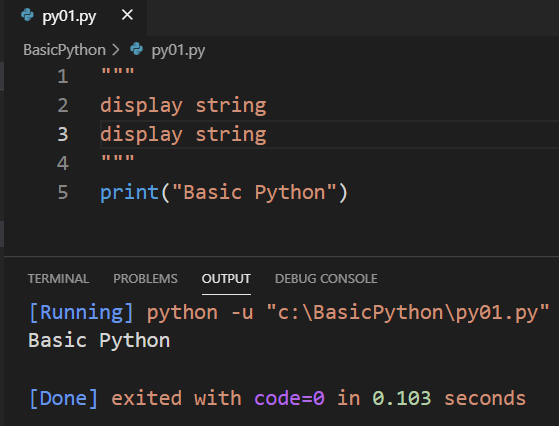 py01.py ×
BasicPython > py01.py
1 """
2 display string
3 display string
4 """
5 print("Basic Python")
TERMINAL PROBLEMS OUTPUT DEBUG CONSOLE
[Running] python -u "c:\BasicPython\py01.py"
Basic Python
[Done] exited with code=0 in 0.103 seconds